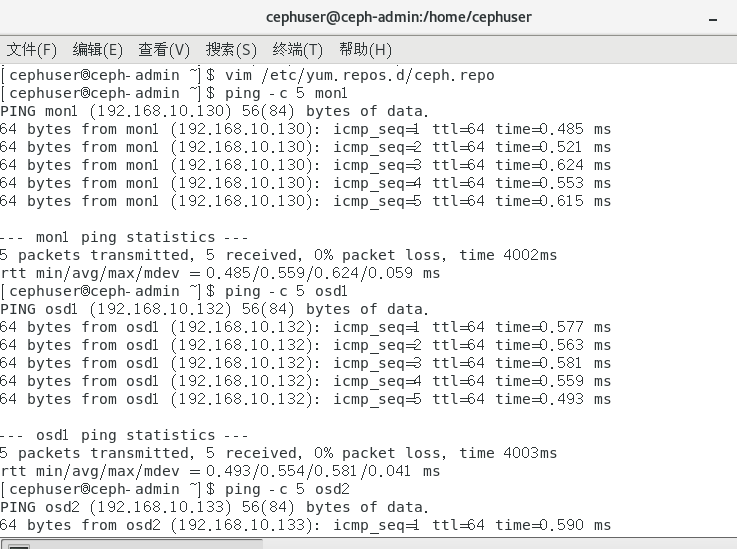 cephuser@ceph-admin:/home/cephuser
文件(F) 编辑(E) 查看(V) 搜索(S) 终端(T) 帮助(H)
[cephuser@ceph-admin ~]$ vim /etc/yum.repos.d/ceph.repo
[cephuser@ceph-admin ~]$ ping -c 5 mon1
PING mon1 (192.168.10.130) 56(84) bytes of data.
64 bytes from mon1 (192.168.10.130): icmp_seq=1 ttl=64 time=0.485 ms
64 bytes from mon1 (192.168.10.130): icmp_seq=2 ttl=64 time=0.521 ms
64 bytes from mon1 (192.168.10.130): icmp_seq=3 ttl=64 time=0.624 ms
64 bytes from mon1 (192.168.10.130): icmp_seq=4 ttl=64 time=0.553 ms
64 bytes from mon1 (192.168.10.130): icmp_seq=5 ttl=64 time=0.615 ms
--- mon1 ping statistics ---
5 packets transmitted, 5 received, 0% packet loss, time 4002ms
rtt min/avg/max/mdev = 0.485/0.559/0.624/0.059 ms
[cephuser@ceph-admin ~]$ ping -c 5 osd1
PING osd1 (192.168.10.132) 56(84) bytes of data.
64 bytes from osd1 (192.168.10.132): icmp_seq=1 ttl=64 time=0.577 ms
64 bytes from osd1 (192.168.10.132): icmp_seq=2 ttl=64 time=0.563 ms
64 bytes from osd1 (192.168.10.132): icmp_seq=3 ttl=64 time=0.581 ms
64 bytes from osd1 (192.168.10.132): icmp_seq=4 ttl=64 time=0.559 ms
64 bytes from osd1 (192.168.10.132): icmp_seq=5 ttl=64 time=0.493 ms
--- osd1 ping statistics ---
5 packets transmitted, 5 received, 0% packet loss, time 4003ms
rtt min/avg/max/mdev = 0.493/0.554/0.581/0.041 ms
[cephuser@ceph-admin ~]$ ping -c 5 osd2
PING osd2 (192.168.10.133) 56(84) bytes of data.
64 bytes from osd2 (192.168.10.133): icmp_seq=1 ttl=64 time=0.590 ms